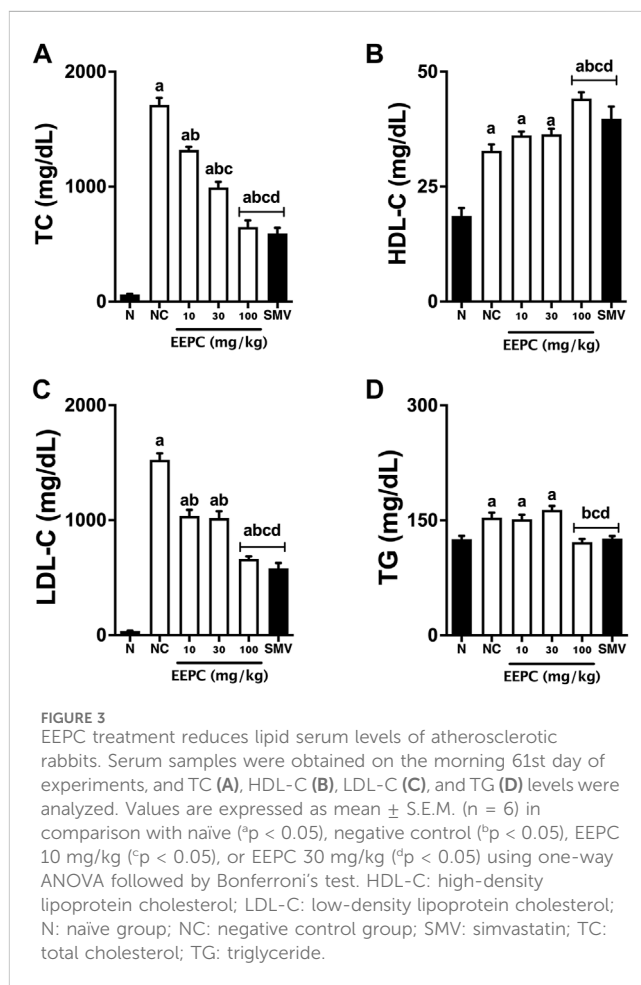 A
2000
1000
0
TC (mg/dL)
a
ab
abc
abcd
N NC 10 30 100 SMV
EEPC (mg/kg)
B
50
25
0
HDL-C (mg/dL)
a
a
a
abcd
N NC 10 30 100 SMV
EEPC (mg/kg)
C
2000
1000
0
LDL-C (mg/dL)
a
ab ab
abcd
N NC 10 30 100 SMV
EEPC (mg/kg)
D
300
150
0
TG (mg/dL)
a a a
bcd
N NC 10 30 100 SMV
EEPC (mg/kg)
FIGURE 3
EEPC treatment reduces lipid serum levels of atherosclerotic
rabbits. Serum samples were obtained on the morning 61st day of
experiments, and TC (A), HDL-C (B), LDL-C (C), and TG (D) levels were
analyzed. Values are expressed as mean ± S.E.M. (n = 6) in
comparison with naïve (ᵃp < 0.05), negative control (ᵇp < 0.05), EEPC
10 mg/kg (ᶜp < 0.05), or EEPC 30 mg/kg (ᵈp < 0.05) using one-way
ANOVA followed by Bonferroni's test. HDL-C: high-density
lipoprotein cholesterol; LDL-C: low-density lipoprotein cholesterol;
N: naïve group; NC: negative control group; SMV: simvastatin; TC:
total cholesterol; TG: triglyceride.